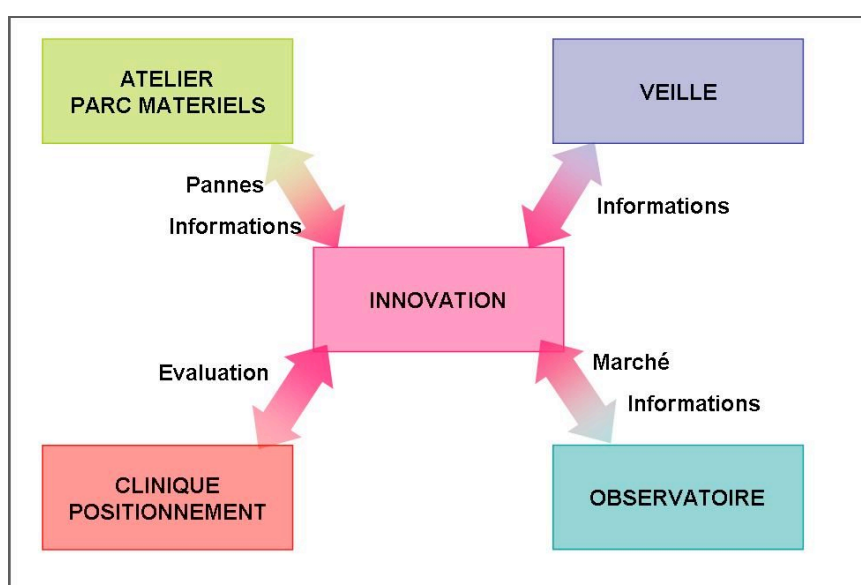 ATELIER
PARC MATERIELS
VEILLE
Pannes
Informations
Informations
INNOVATION
Evaluation
Marché
Informations
CLINIQUE
POSITIONNEMENT
OBSERVATOIRE